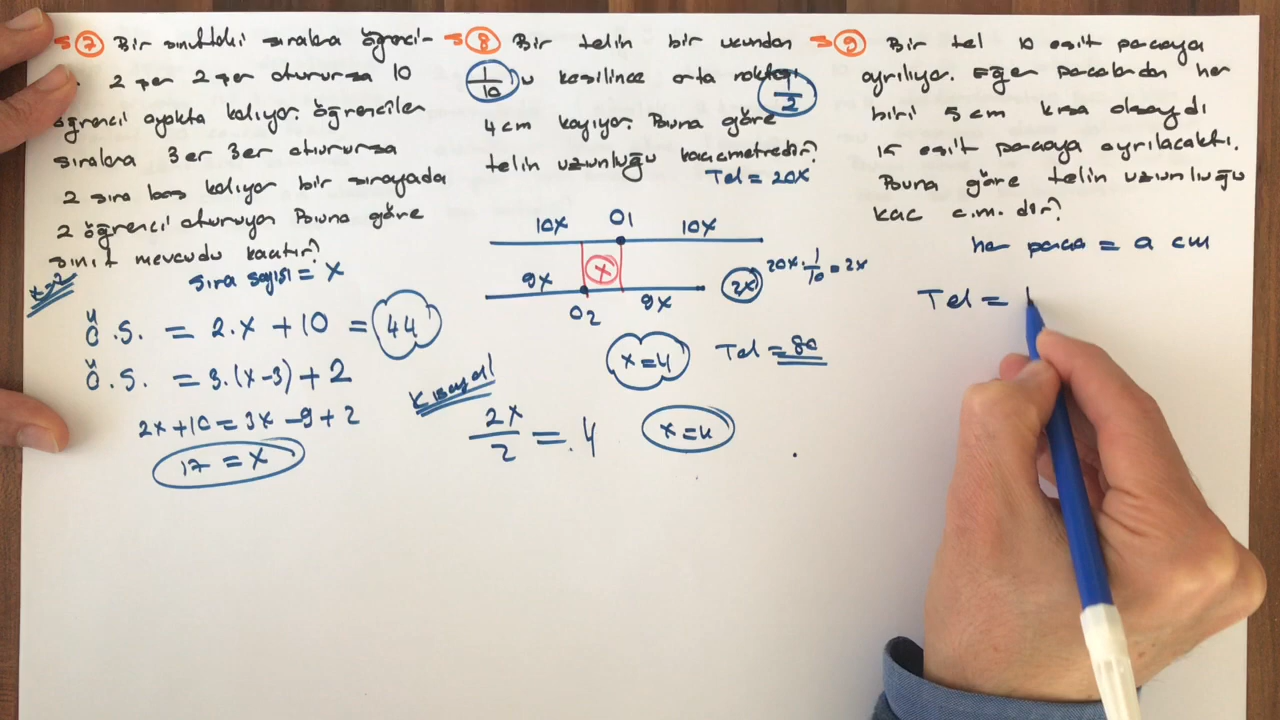 7 Bir sınıftaki sıralara öğrenci-
2 şer 2 şer oturursa 10
öğrenci ayakta kalıyor. Öğrenciler
sıralara 3 er 3 er oturursa
2 sıra boş kalıyor bir sırayada
2 öğrenci oturuyor Buna göre
sınıf mevcudu kaçtır?
Sıra sayısı = x
Ö.S. = 2.x + 10 = 44
Ö.S. = 3.(x-3) + 2
2x + 10 = 3x - 9 + 2
17 = x
8 Bir telin bir ucundan
1/10 u kesilince orta noktası
1/2
4 cm kayıyor. Buna göre
telin uzunluğu kaç cmetredir?
Tel = 20x
10x O1 10x
x
9x O2 9x
2x
20x.1/10 = 2x
x=4 Tel = 80
Kısayol
2x/2 = 4 x=4
9 Bir tel 10 eşit parçaya
ayrılıyor. Eğer parçalardan her
biri 5 cm kısa olsaydı
15 eşit parçaya ayrılacaktı.
Buna göre telin uzunluğu
kaç c.m. dir?
her parça = a cm
Tel = 1